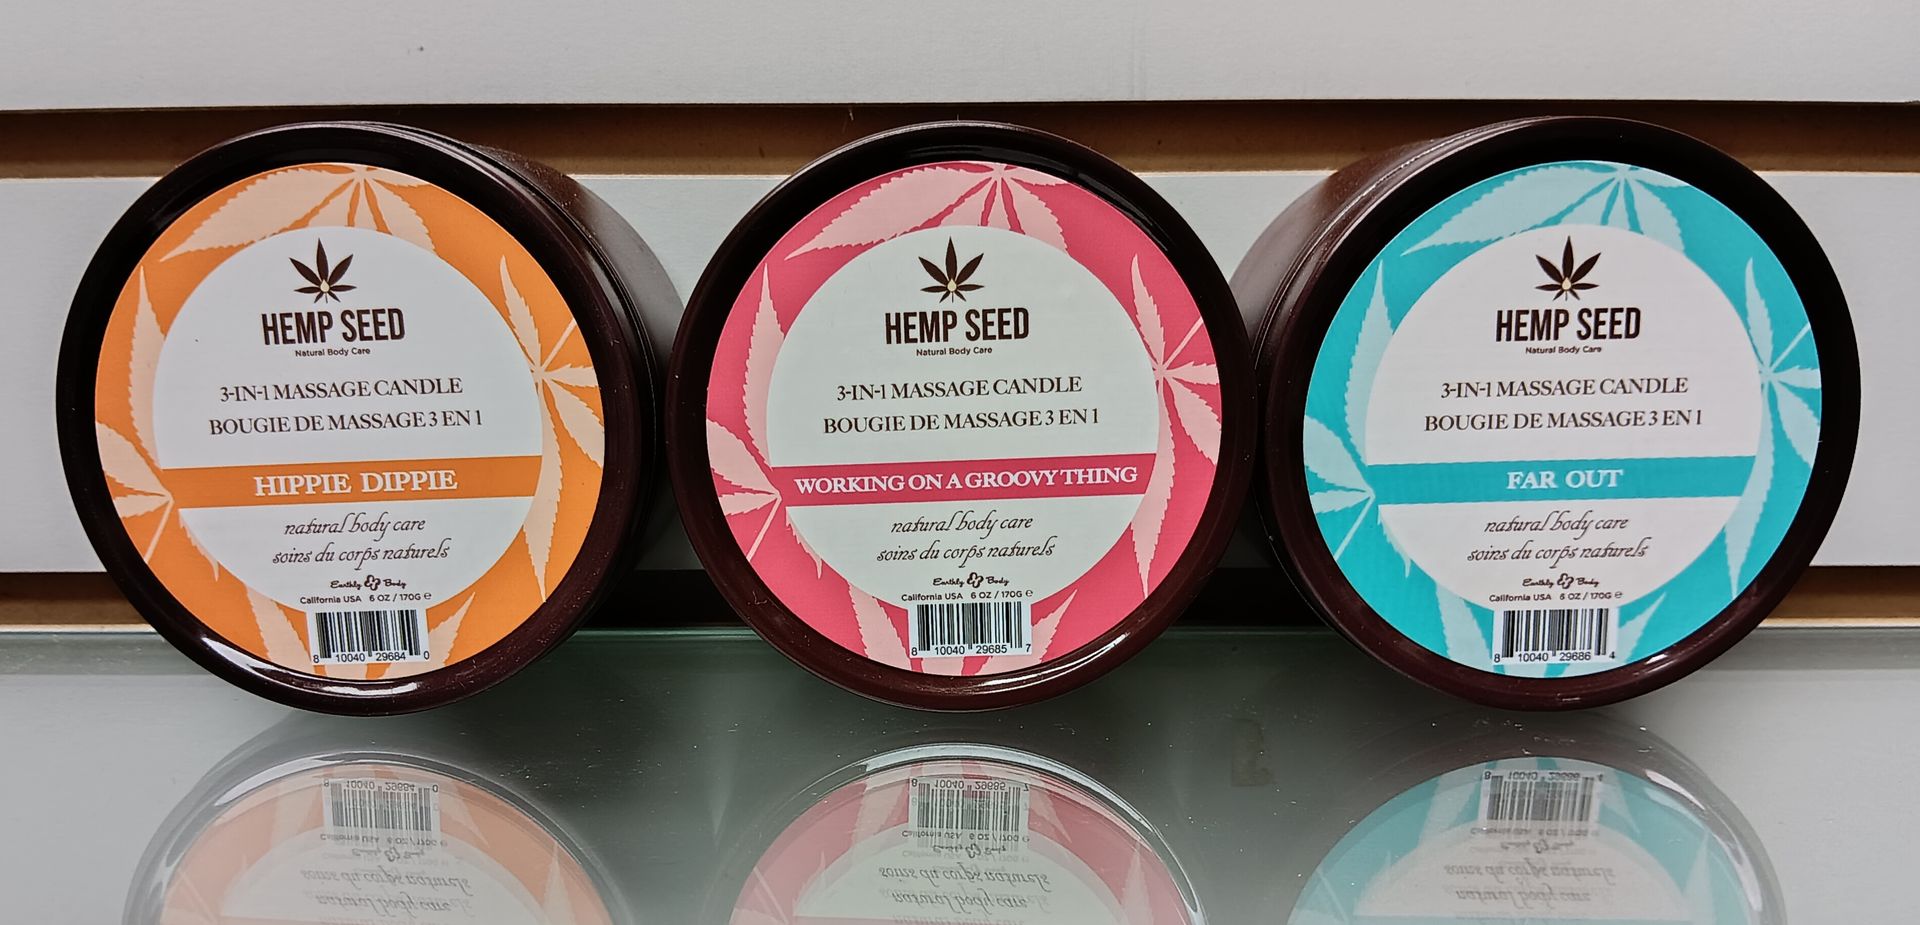 HEMP SEED
Natural Body Care
3-IN-1 MASSAGE CANDLE
BOUGIE DE MASSAGE 3 EN 1
HIPPIE DIPPIE
natural body care
soins du corps naturels
Earthly Body
California USA 6 OZ / 170G e
8 10040 29684 0
HEMP SEED
Natural Body Care
3-IN-1 MASSAGE CANDLE
BOUGIE DE MASSAGE 3 EN 1
WORKING ON A GROOVY THING
natural body care
soins du corps naturels
Earthly Body
California USA 6 OZ / 170G e
8 10040 29685 7
HEMP SEED
Natural Body Care
3-IN-1 MASSAGE CANDLE
BOUGIE DE MASSAGE 3 EN 1
FAR OUT
natural body care
soins du corps naturels
Earthly Body
California USA 6 OZ / 170G e
8 10040 29686 4